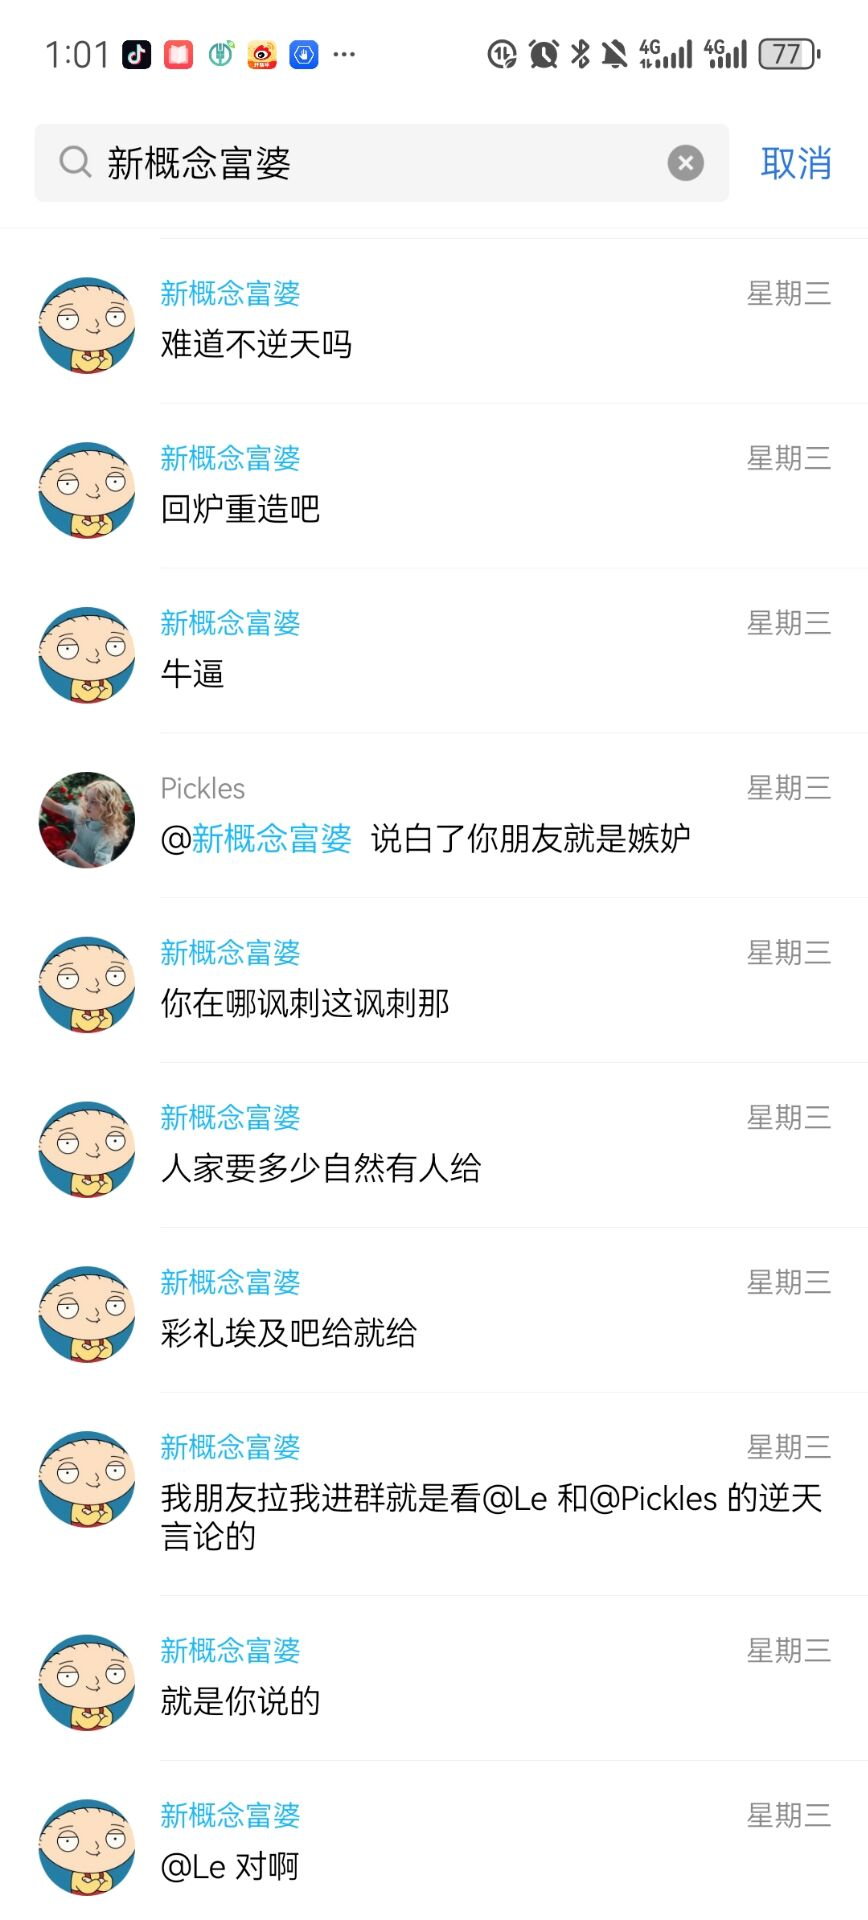 1:01
4G
4G
77
新概念富婆
取消
新概念富婆
星期三
难道不逆天吗
新概念富婆
星期三
回炉重造吧
新概念富婆
星期三
牛逼
Pickles
星期三
@新概念富婆 说白了你朋友就是嫉妒
新概念富婆
星期三
你在哪讽刺这讽刺那
新概念富婆
星期三
人家要多少自然有人给
新概念富婆
星期三
彩礼埃及吧给就给
新概念富婆
星期三
我朋友拉我进群就是看@Le 和@Pickles 的逆天
言论的
新概念富婆
星期三
就是你说的
新概念富婆
星期三
@Le 对啊